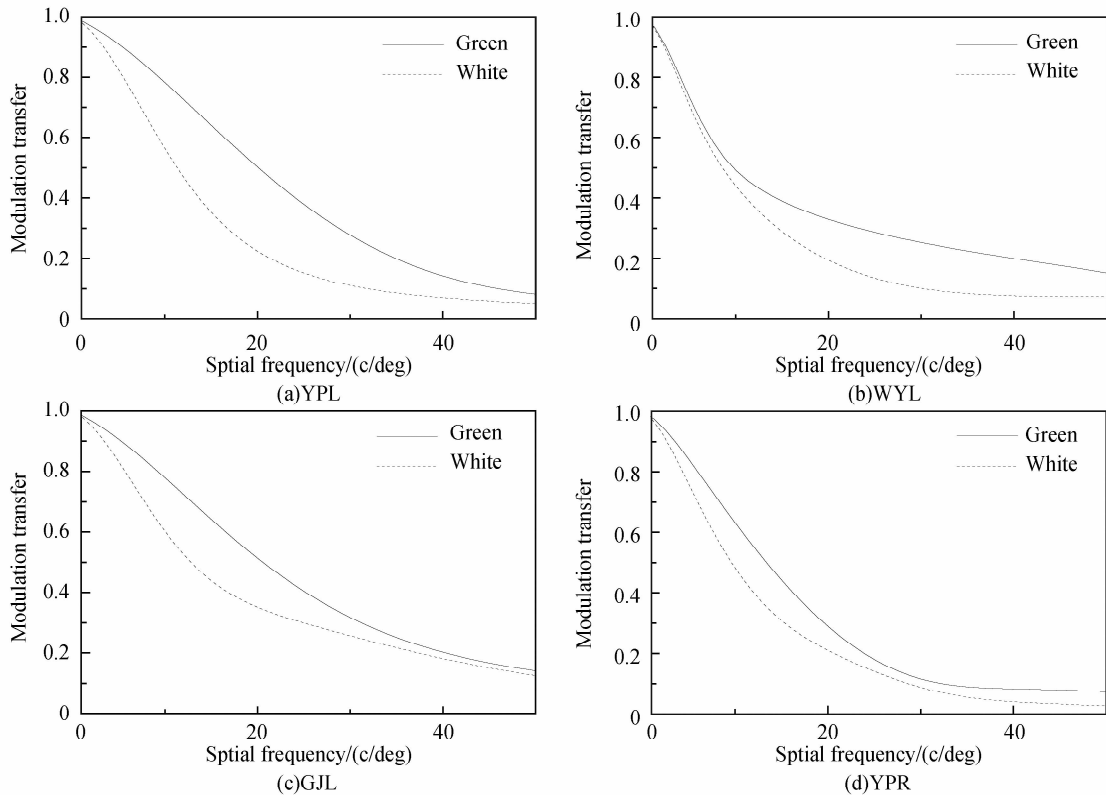 1.0
0.8
0.6
0.4
0.2
0
Modulation transfer
Green
White
0 20 40
Sptial frequency/(c/deg)
(a)YPL
1.0
0.8
0.6
0.4
0.2
0
Modulation transfer
Green
White
0 20 40
Sptial frequency/(c/deg)
(b)WYL
1.0
0.8
0.6
0.4
0.2
0
Modulation transfer
Green
White
0 20 40
Sptial frequency/(c/deg)
(c)GJL
1.0
0.8
0.6
0.4
0.2
0
Modulation transfer
Green
White
0 20 40
Sptial frequency/(c/deg)
(d)YPR